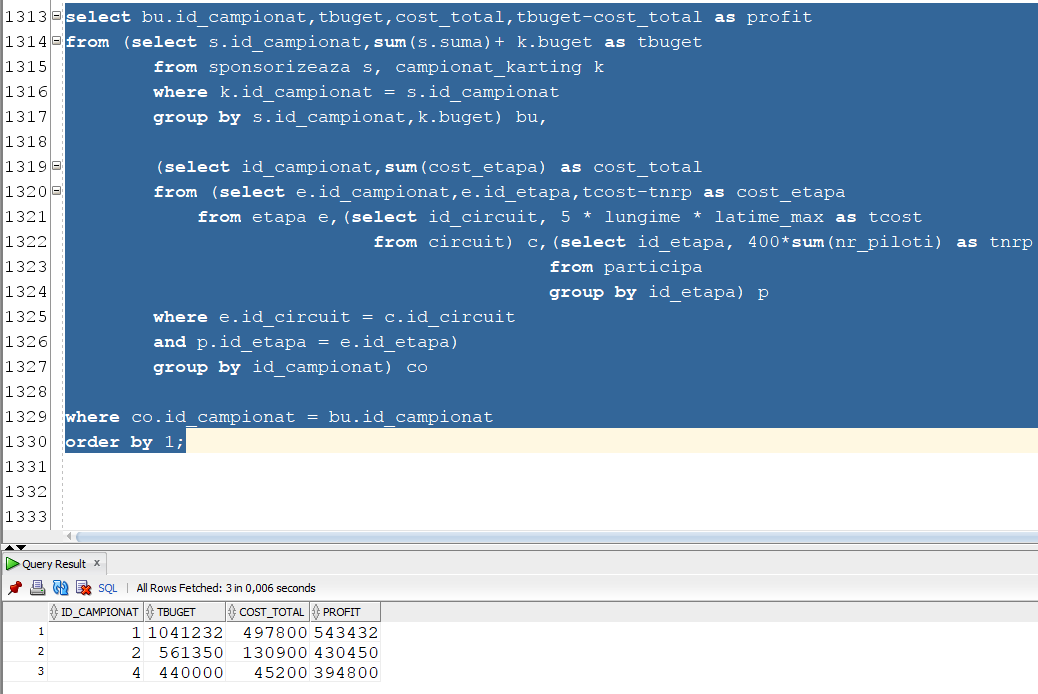 1313 select bu.id_campionat,tbuget,cost_total,tbuget-cost_total as profit
1314 from (select s.id_campionat,sum(s.suma)+ k.buget as tbuget
1315 from sponsorizeaza s, campionat_karting k
1316 where k.id_campionat = s.id_campionat
1317 group by s.id_campionat,k.buget) bu,
1318
1319 (select id_campionat,sum(cost_etapa) as cost_total
1320 from (select e.id_campionat,e.id_etapa,tcost-tnrp as cost_etapa
1321 from etapa e,(select id_circuit, 5 * lungime * latime_max as tcost
1322 from circuit) c,(select id_etapa, 400*sum(nr_piloti) as tnrp
1323 from participa
1324 group by id_etapa) p
1325 where e.id_circuit = c.id_circuit
1326 and p.id_etapa = e.id_etapa)
1327 group by id_campionat) co
1328
1329 where co.id_campionat = bu.id_campionat
1330 order by 1;
1331
1332
1333
Query Result x
SQL | All Rows Fetched: 3 in 0,006 seconds
ID_CAMPIONAT TBUGET COST_TOTAL PROFIT
1 1 1041232 497800 543432
2 2 561350 130900 430450
3 4 440000 45200 394800